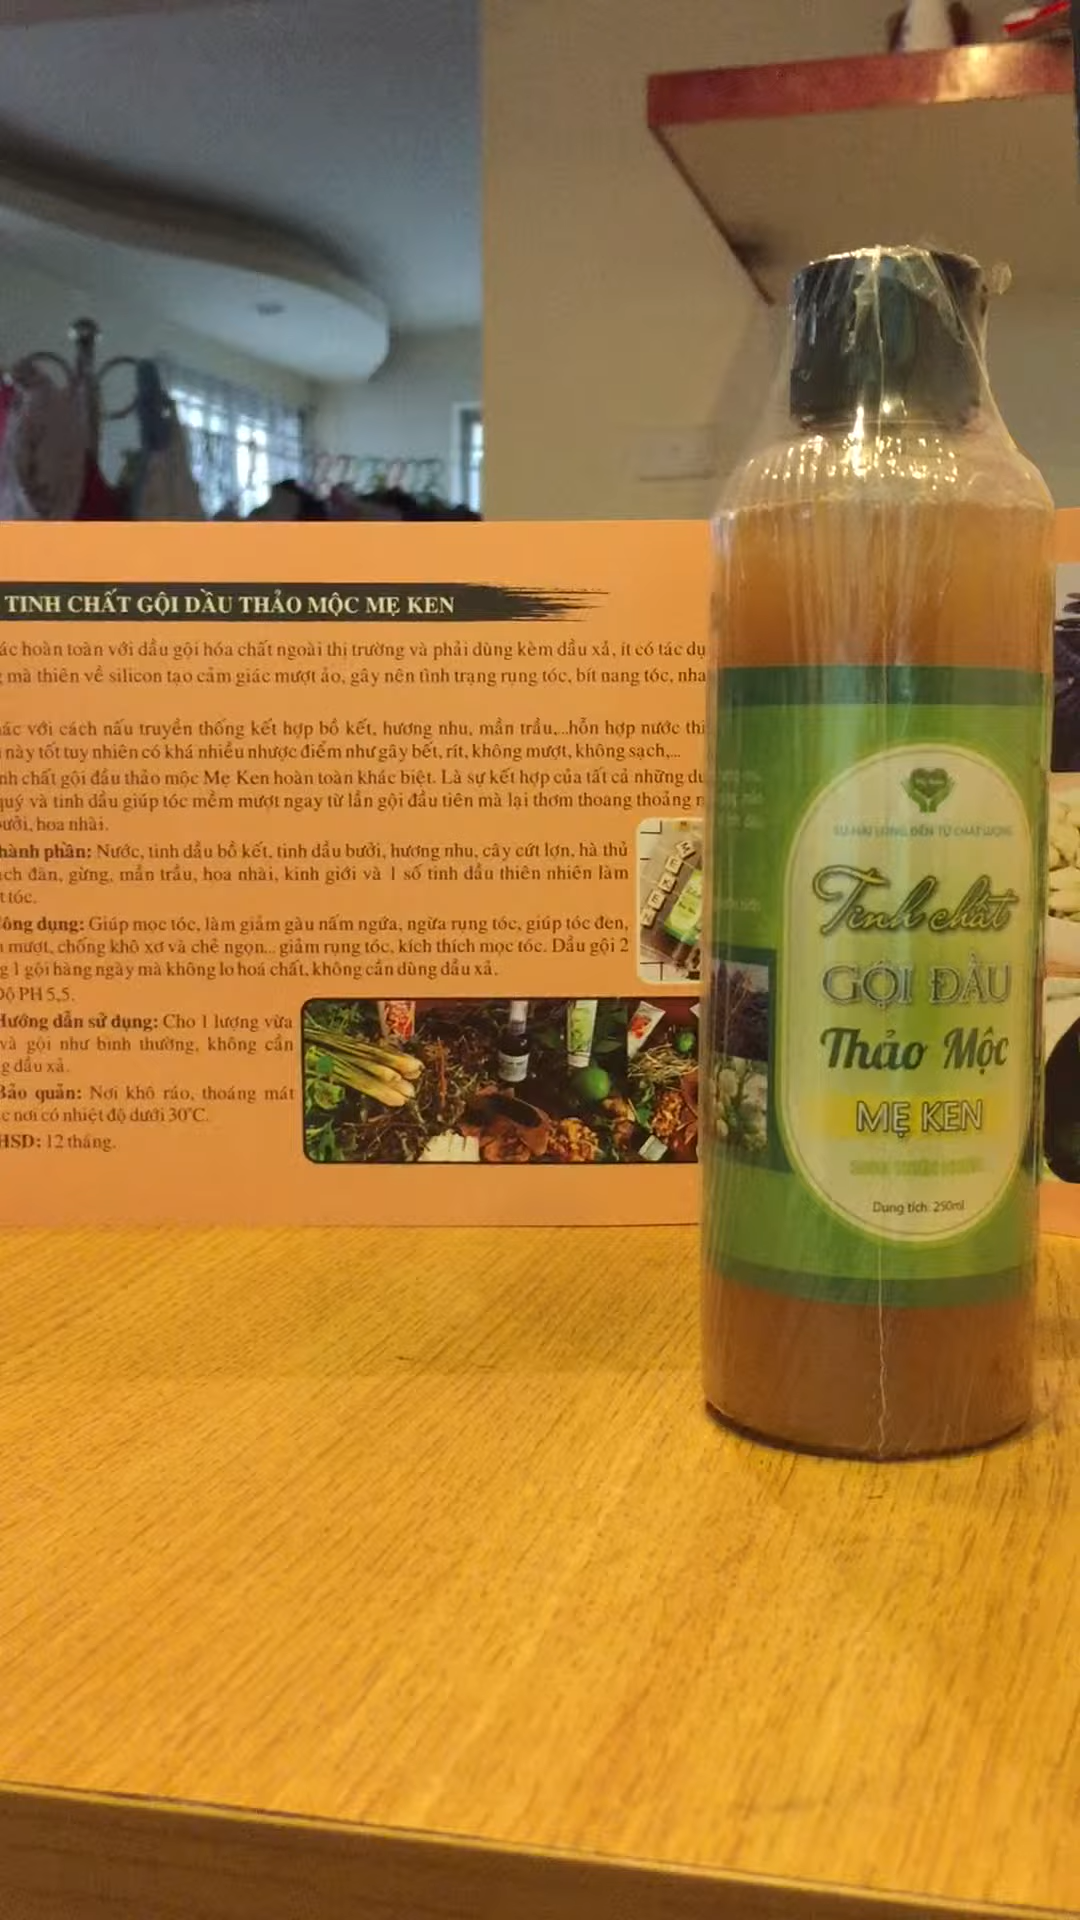 TINH CHẤT GỘI DẦU THẢO MỘC MẸ KEN
hoàn toàn với dầu gội hóa chất ngoài thị trường và phải dùng kèm dầu xả, ít có tác
mà thiên về silicon tạo cảm giác mượt ảo, gây nên tình trạng rụng tóc, bít nang tóc,
với cách nấu truyền thống kết hợp bồ kết, hương nhu, mần trầu,...hỗn hợp nước
này tốt tuy nhiên có khá nhiều nhược điểm như gây bết, rít, không mượt, không sạch,...
chất gội đầu thảo mộc Mẹ Ken hoàn toàn khác biệt. Là sự kết hợp của tất cả những
quý và tinh dầu giúp tóc mềm mượt ngay từ lần gội đầu tiên mà lại thơm thoang thoảng
bưởi, hoa nhài.
phần: Nước, tinh dầu bồ kết, tinh dầu bưởi, hương nhu, cây cứt lợn, hà thủ
đàn, gừng, mần trầu, hoa nhài, kinh giới và 1 số tinh dầu thiên nhiên làm
tóc.
dụng: Giúp mọc tóc, làm giảm gàu nấm ngứa, ngừa rụng tóc, giúp tóc đen,
mượt, chống khô xơ và chẻ ngọn... giảm rụng tóc, kích thích mọc tóc. Dầu gội 2
1 gội hàng ngày mà không lo hoá chất, không cần dùng dầu xả.
Độ PH 5,5.
Hướng dẫn sử dụng: Cho 1 lượng vừa
và gội như bình thường, không cần
dầu xả.
Bảo quản: Nơi khô ráo, thoáng mát
nơi có nhiệt độ dưới 30°C.
HSD: 12 tháng.
MEKEN
SỰ HÀI LÒNG ĐẾN TỪ CHẤT LƯỢNG
Tinh chất
GỘI ĐẦU
Thảo Mộc
MẸ KEN
Dung tích: 250ml